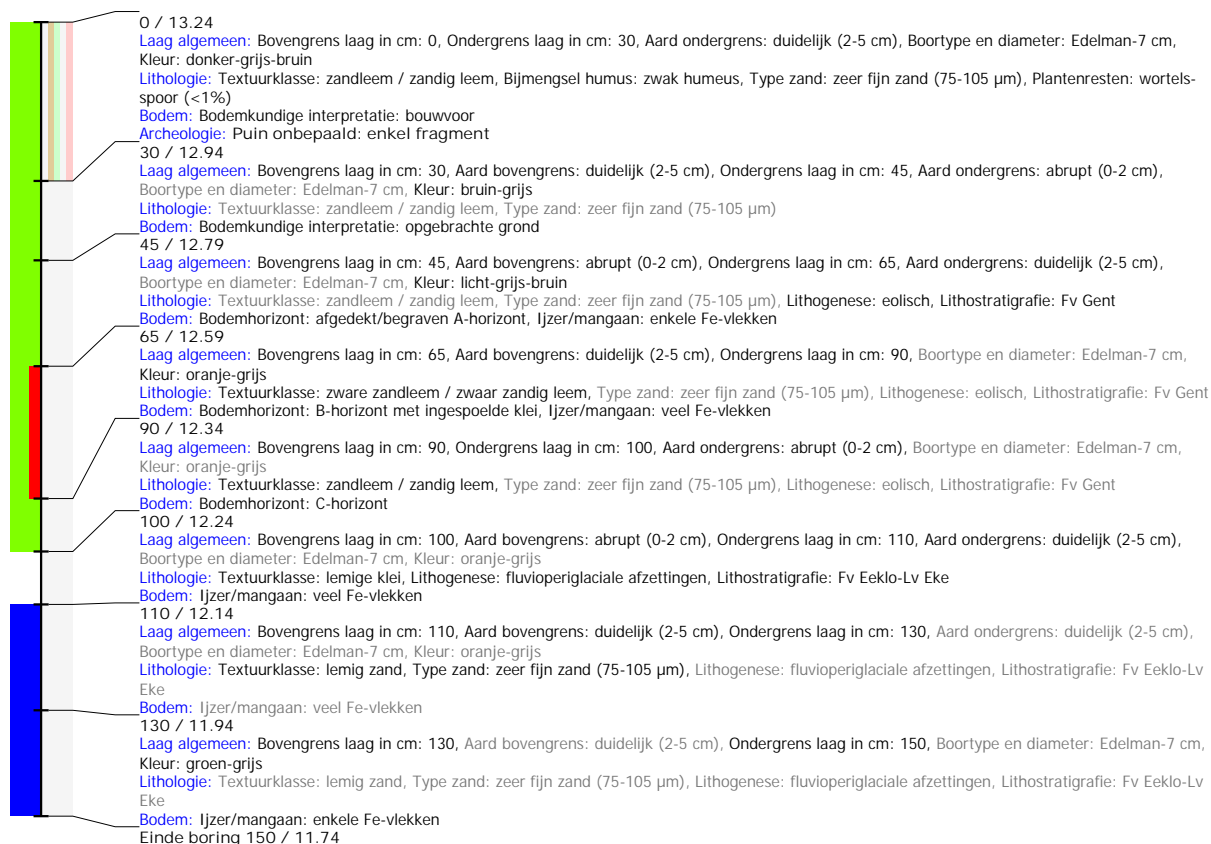 0 / 13.24
Laag algemeen: Bovengrens laag in cm: 0, Ondergrens laag in cm: 30, Aard ondergrens: duidelijk (2-5 cm), Boortype en diameter: Edelman-7 cm,
Kleur: donker-grijs-bruin
Lithologie: Textuurklasse: zandleem / zandig leem, Bijmengsel humus: zwak humeus, Type zand: zeer fijn zand (75-105 µm), Plantenresten: wortels-
spoor (<1%)
Bodem: Bodemkundige interpretatie: bouwvoor
Archeologie: Puin onbepaald: enkel fragment
30 / 12.94
Laag algemeen: Bovengrens laag in cm: 30, Aard bovengrens: duidelijk (2-5 cm), Ondergrens laag in cm: 45, Aard ondergrens: abrupt (0-2 cm),
Boortype en diameter: Edelman-7 cm, Kleur: bruin-grijs
Lithologie: Textuurklasse: zandleem / zandig leem, Type zand: zeer fijn zand (75-105 µm)
Bodem: Bodemkundige interpretatie: opgebrachte grond
45 / 12.79
Laag algemeen: Bovengrens laag in cm: 45, Aard bovengrens: abrupt (0-2 cm), Ondergrens laag in cm: 65, Aard ondergrens: duidelijk (2-5 cm),
Boortype en diameter: Edelman-7 cm, Kleur: licht-grijs-bruin
Lithologie: Textuurklasse: zandleem / zandig leem, Type zand: zeer fijn zand (75-105 µm), Lithogenese: eolisch, Lithostratigrafie: Fv Gent
Bodem: Bodemhorizont: afgedekt/begraven A-horizont, Ijzer/mangaan: enkele Fe-vlekken
65 / 12.59
Laag algemeen: Bovengrens laag in cm: 65, Aard bovengrens: duidelijk (2-5 cm), Ondergrens laag in cm: 90, Boortype en diameter: Edelman-7 cm,
Kleur: oranje-grijs
Lithologie: Textuurklasse: zware zandleem / zwaar zandig leem, Type zand: zeer fijn zand (75-105 µm), Lithogenese: eolisch, Lithostratigrafie: Fv Gent
Bodem: Bodemhorizont: B-horizont met ingespoelde klei, Ijzer/mangaan: veel Fe-vlekken
90 / 12.34
Laag algemeen: Bovengrens laag in cm: 90, Ondergrens laag in cm: 100, Aard ondergrens: abrupt (0-2 cm), Boortype en diameter: Edelman-7 cm,
Kleur: oranje-grijs
Lithologie: Textuurklasse: zandleem / zandig leem, Type zand: zeer fijn zand (75-105 µm), Lithogenese: eolisch, Lithostratigrafie: Fv Gent
Bodem: Bodemhorizont: C-horizont
100 / 12.24
Laag algemeen: Bovengrens laag in cm: 100, Aard bovengrens: abrupt (0-2 cm), Ondergrens laag in cm: 110, Aard ondergrens: duidelijk (2-5 cm),
Boortype en diameter: Edelman-7 cm, Kleur: oranje-grijs
Lithologie: Textuurklasse: lemige klei, Lithogenese: fluvioperiglaciale afzettingen, Lithostratigrafie: Fv Eeklo-Lv Eke
Bodem: Ijzer/mangaan: veel Fe-vlekken
110 / 12.14
Laag algemeen: Bovengrens laag in cm: 110, Aard bovengrens: duidelijk (2-5 cm), Ondergrens laag in cm: 130, Aard ondergrens: duidelijk (2-5 cm),
Boortype en diameter: Edelman-7 cm, Kleur: oranje-grijs
Lithologie: Textuurklasse: lemig zand, Type zand: zeer fijn zand (75-105 µm), Lithogenese: fluvioperiglaciale afzettingen, Lithostratigrafie: Fv Eeklo-Lv
Eke
Bodem: Ijzer/mangaan: veel Fe-vlekken
130 / 11.94
Laag algemeen: Bovengrens laag in cm: 130, Aard bovengrens: duidelijk (2-5 cm), Ondergrens laag in cm: 150, Boortype en diameter: Edelman-7 cm,
Kleur: groen-grijs
Lithologie: Textuurklasse: lemig zand, Type zand: zeer fijn zand (75-105 µm), Lithogenese: fluvioperiglaciale afzettingen, Lithostratigrafie: Fv Eeklo-Lv
Eke
Bodem: Ijzer/mangaan: enkele Fe-vlekken
Einde boring 150 / 11.74